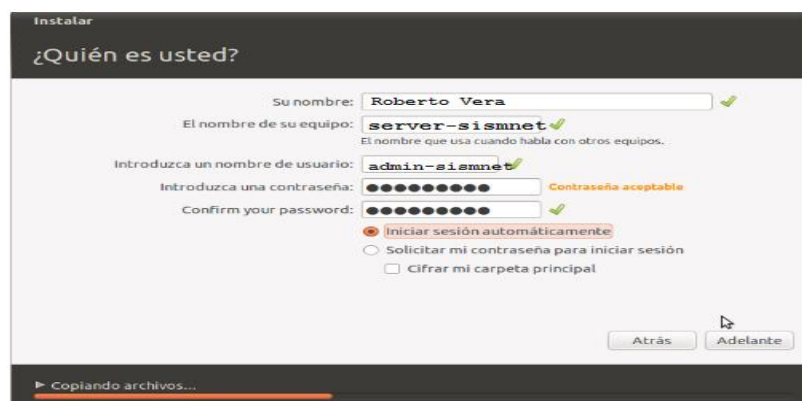 Instalar
¿Quién es usted?
Su nombre: Roberto Vera
El nombre de su equipo: server-sismnet
El nombre que usa cuando habla con otros equipos.
Introduzca un nombre de usuario: admin-sismnet
Introduzca una contraseña: ●●●●●●●●● Contraseña aceptable
Confirm your password: ●●●●●●●●●
Iniciar sesión automáticamente
Solicitar mi contraseña para iniciar sesión
Cifrar mi carpeta principal
Atrás Adelante
Copiando archivos...